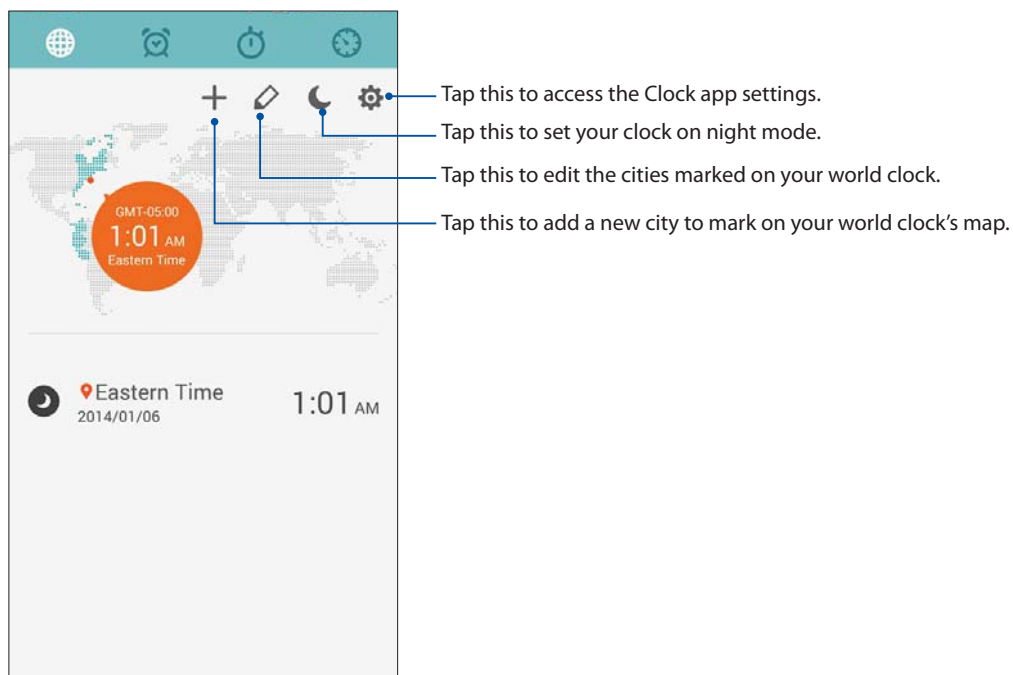 Tap this to access the Clock app settings.
Tap this to set your clock on night mode.
Tap this to edit the cities marked on your world clock.
Tap this to add a new city to mark on your world clock’s map.
GMT-05:00
1:01 AM
Eastern Time
Eastern Time
2014/01/06
1:01 AM